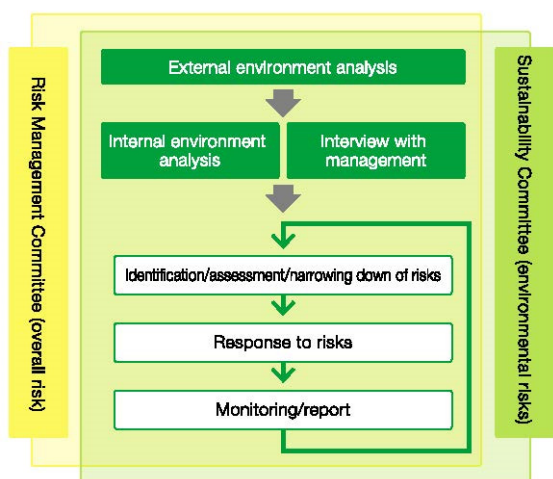 Risk Management Committee (overall risk)
External environment analysis
Internal environment
analysis
Interview with
management
Identification/assessment/narrowing down of risks
Response to risks
Monitoring/report
Sustainability Committee (environmental risks)